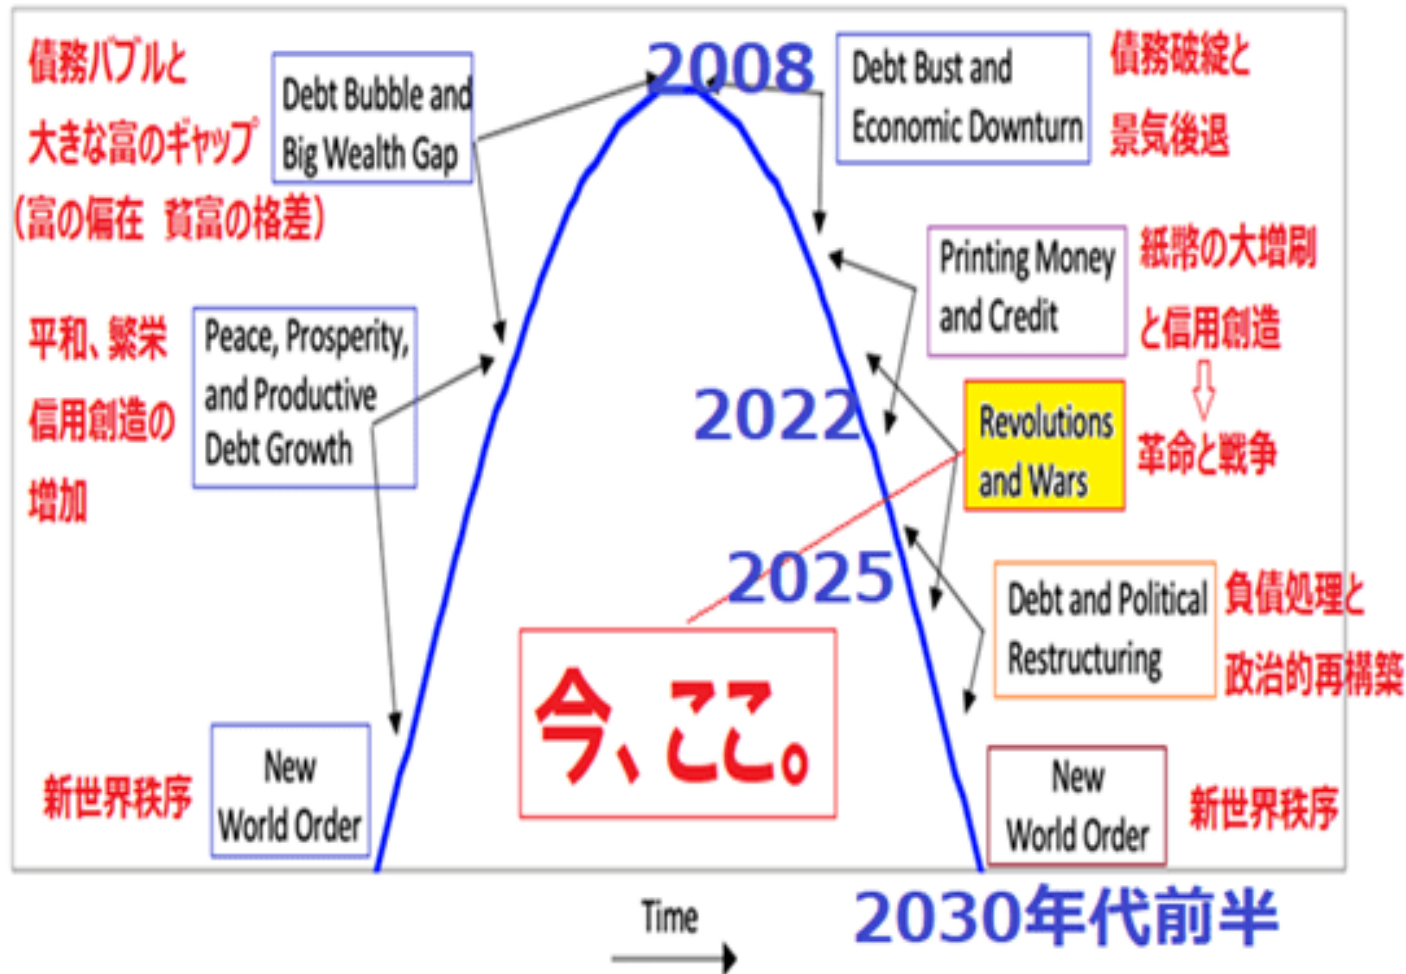 債務バブルと
大きな富のギャップ
(富の偏在 貧富の格差)
Debt Bubble and
Big Wealth Gap
2008
Debt Bust and
Economic Downturn
債務破綻と
景気後退
Printing Money
and Credit
紙幣の大増刷
と信用創造
平和、繁栄
信用創造の
増加
Peace, Prosperity,
and Productive
Debt Growth
2022
Revolutions
and Wars
革命と戦争
2025
Debt and Political
Restructuring
負債処理と
政治的再構築
今、ここ。
新世界秩序
New
World Order
New
World Order
新世界秩序
Time
2030年代前半